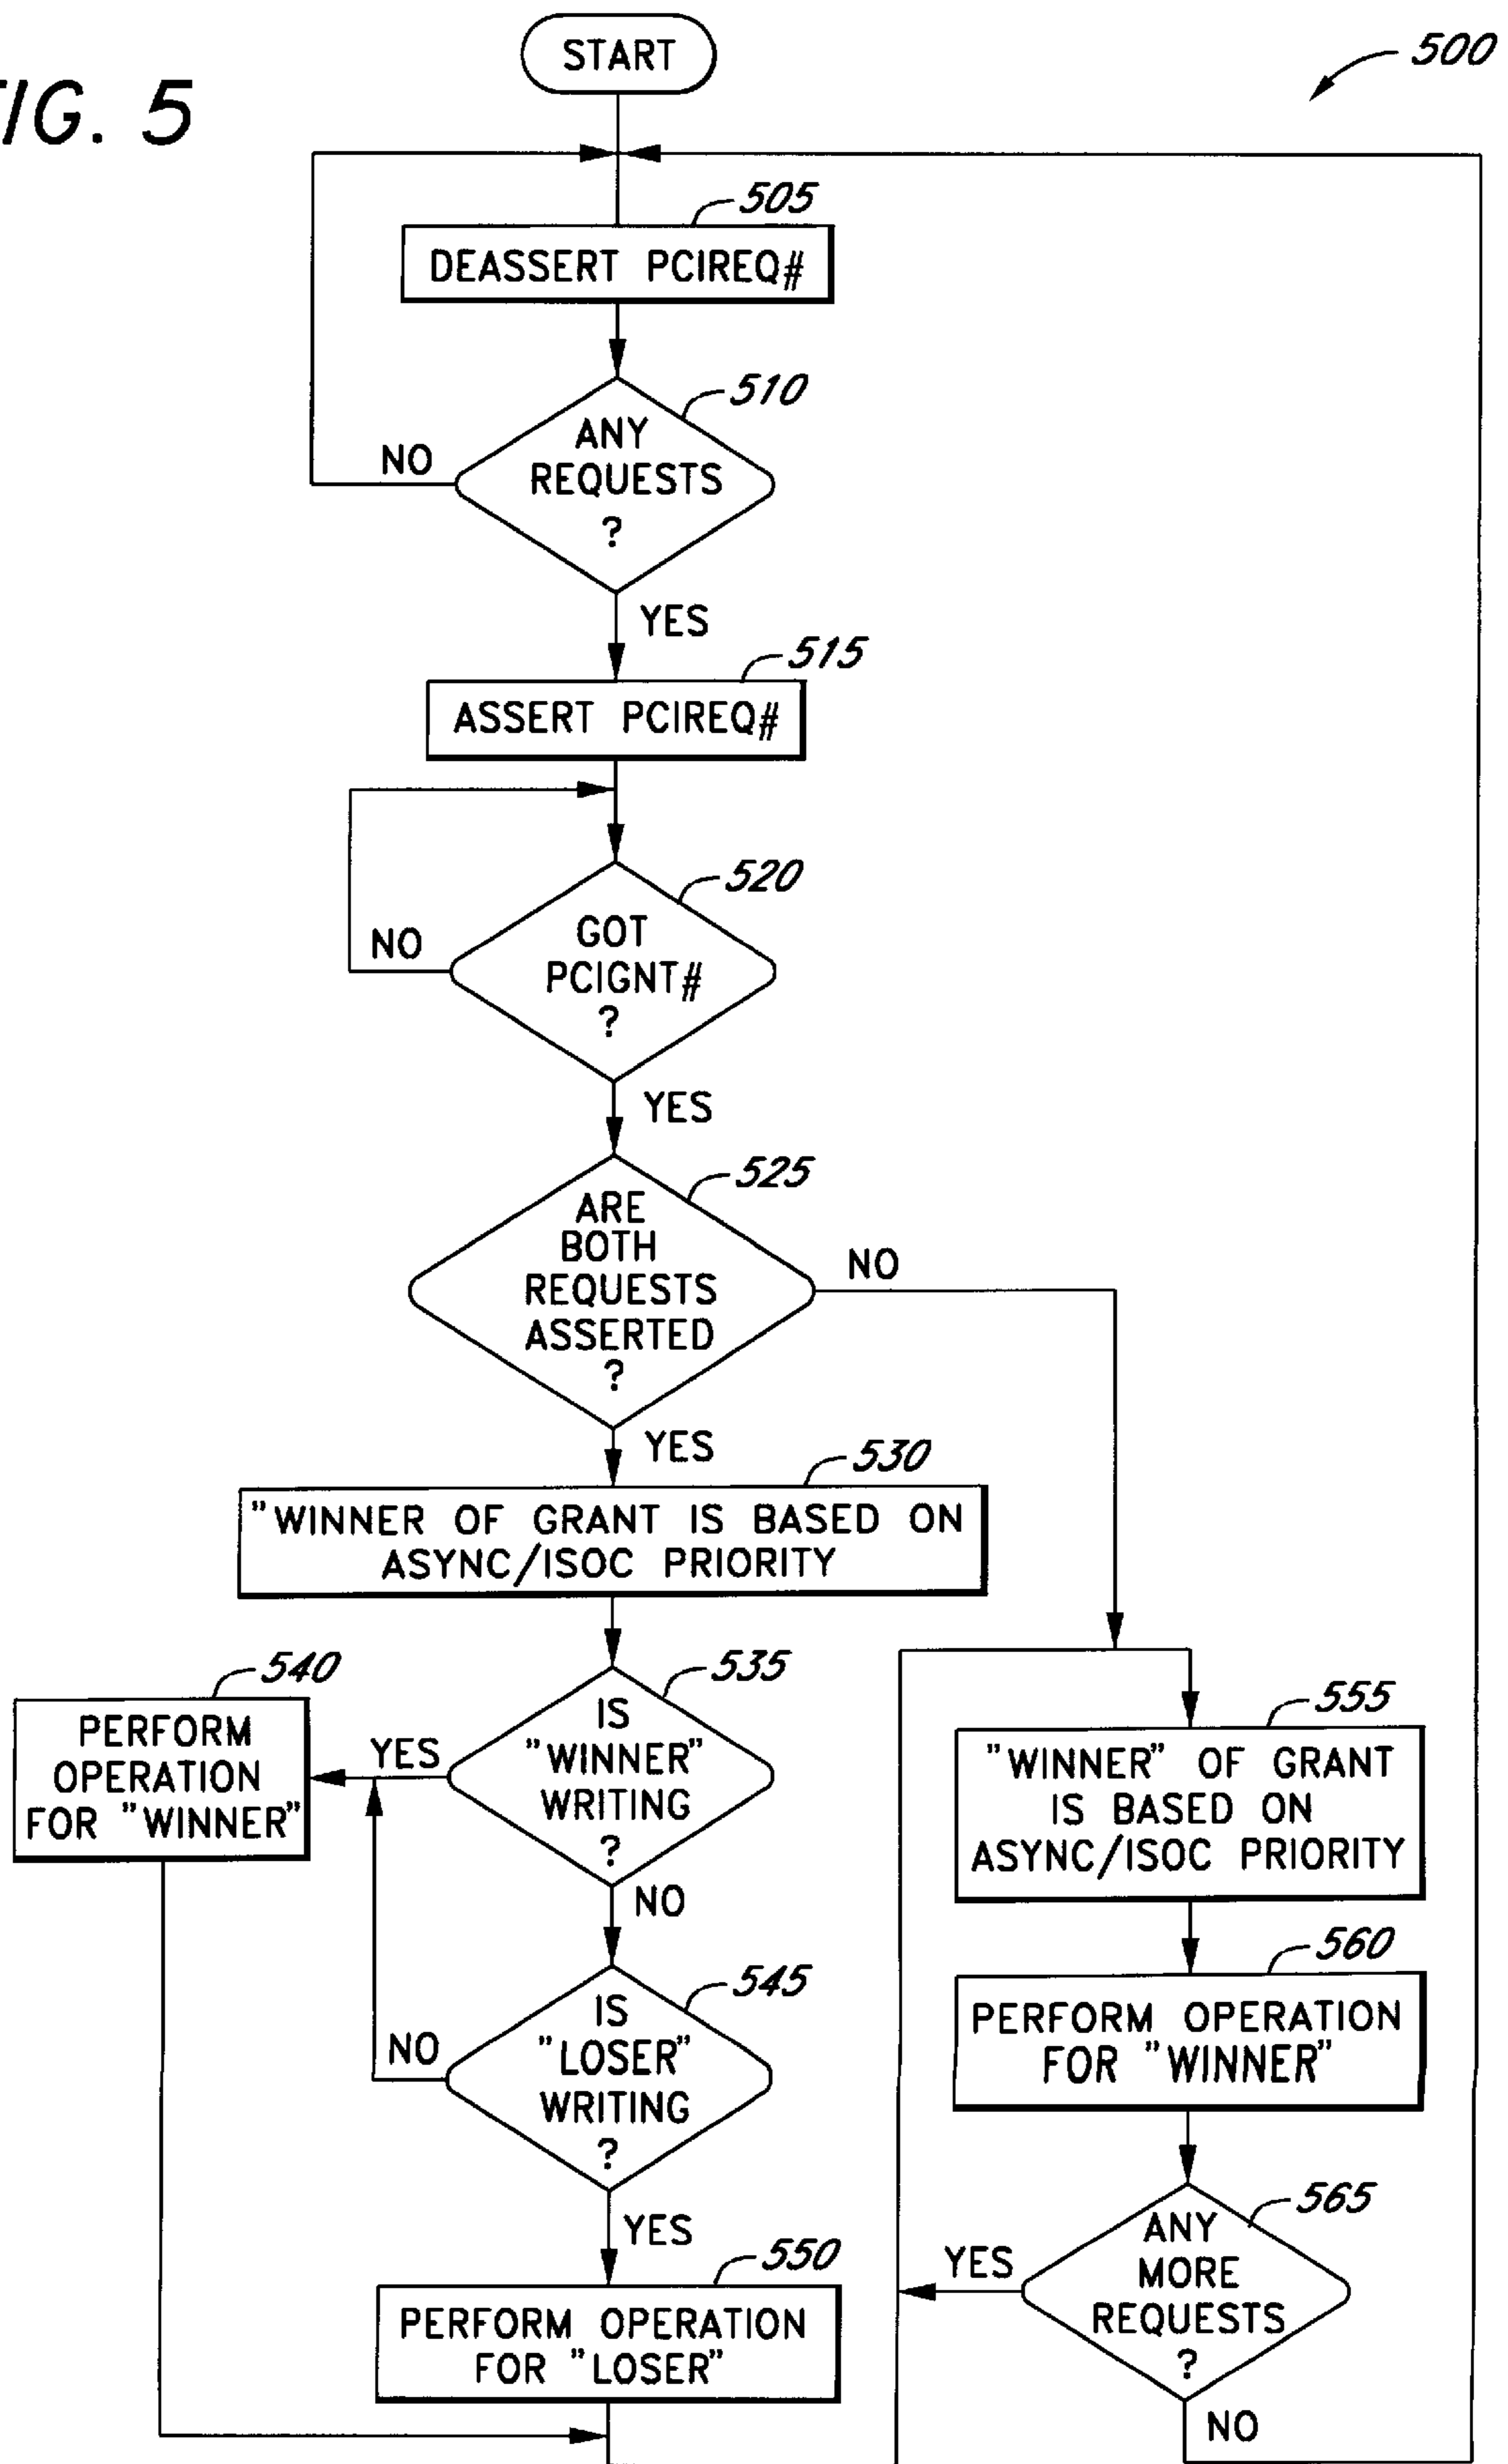 START
500
FIG. 5
505
DEASSERT PCIREQ#
510
ANY
REQUESTS
?
NO
YES
515
ASSERT PCIREQ#
520
GOT
PCIGNT#
?
NO
YES
525
ARE
BOTH
REQUESTS
ASSERTED
?
NO
YES
530
"WINNER OF GRANT IS BASED ON
ASYNC/ISOC PRIORITY
535
IS
"WINNER"
WRITING
?
YES
540
PERFORM
OPERATION
FOR "WINNER"
NO
545
IS
"LOSER"
WRITING
?
NO
YES
550
PERFORM OPERATION
FOR "LOSER"
555
"WINNER" OF GRANT
IS BASED ON
ASYNC/ISOC PRIORITY
560
PERFORM OPERATION
FOR "WINNER"
565
ANY
MORE
REQUESTS
?
YES
NO